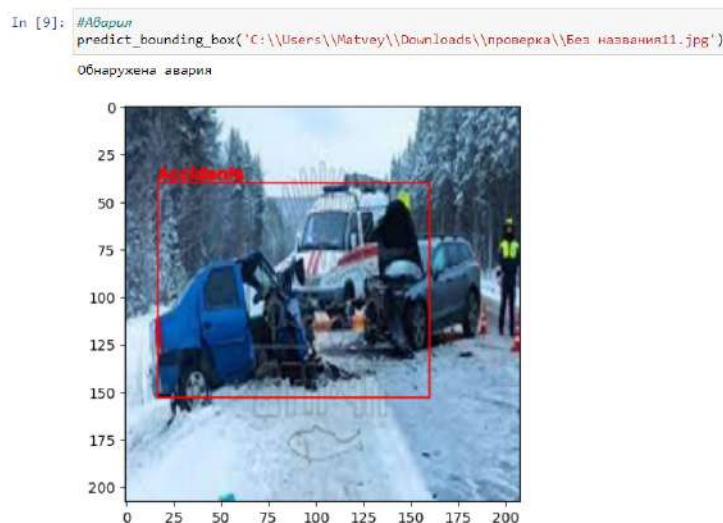 In [9]: #Авария
predict_bounding_box('C:\\Users\\Matvey\\Downloads\\проверка\\Без названия11.jpg')
Обнаружена авария
Accidents
0
25
50
75
100
125
150
175
200
0 25 50 75 100 125 150 175 200